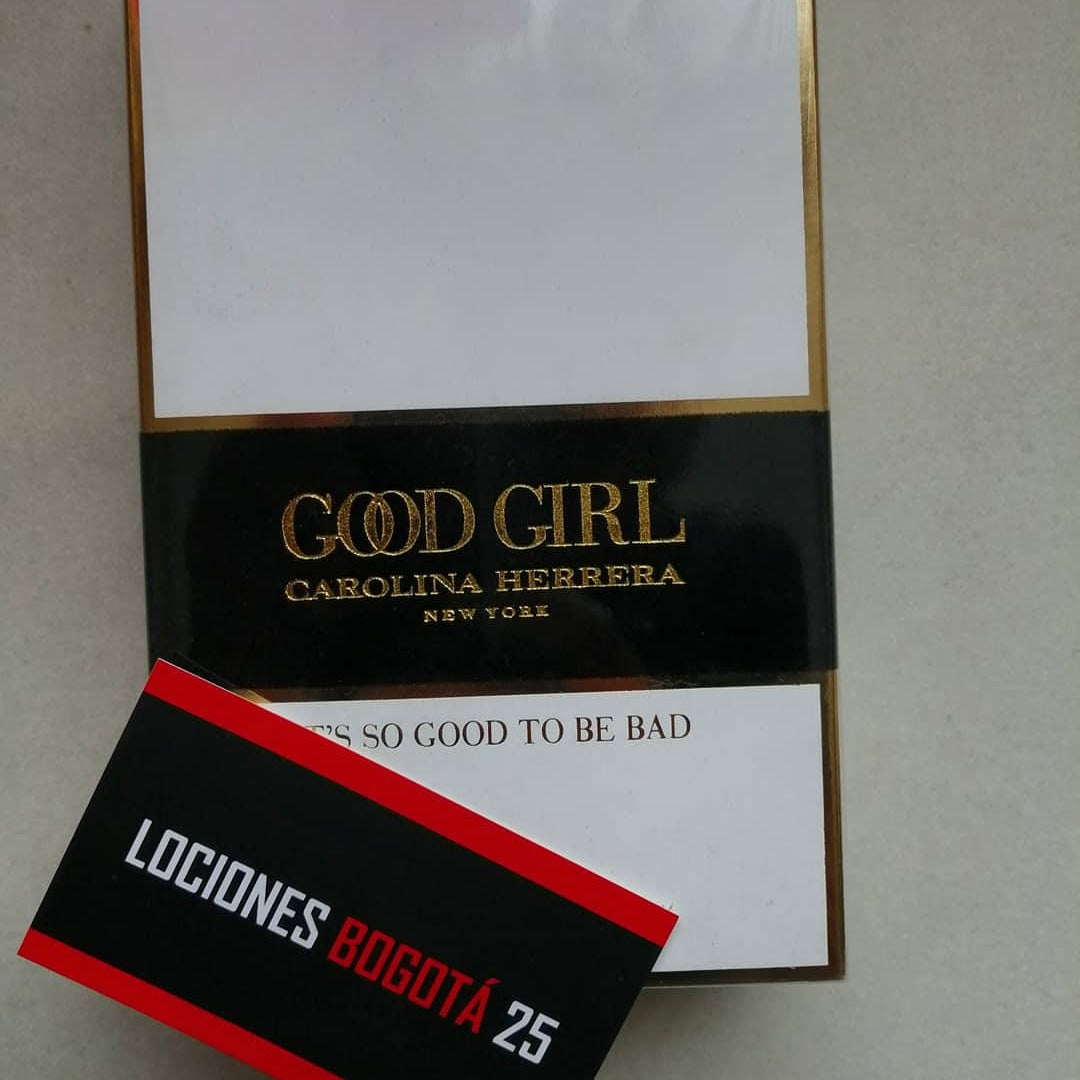 GOOD GIRL
CAROLINA HERRERA
NEW YORK
SO GOOD TO BE BAD
LOCIONES BOGOTÁ 25